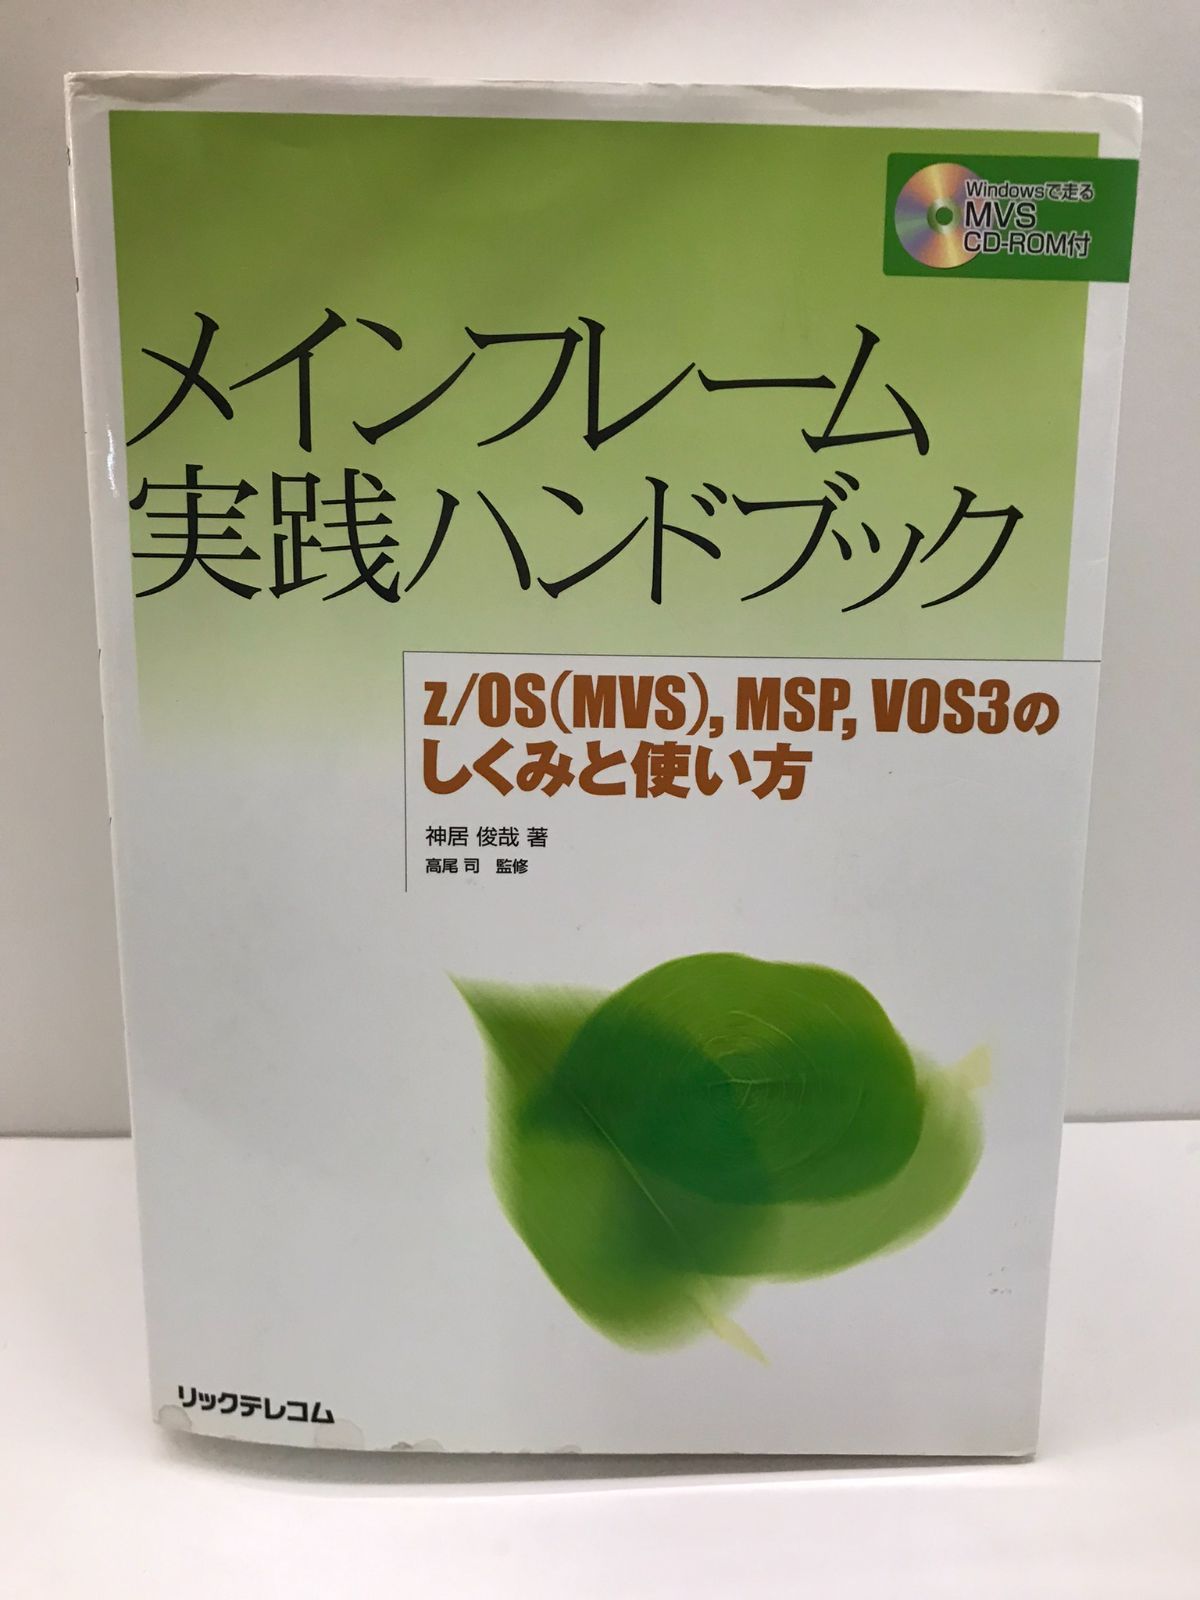 Windowsで走る
MVS
CD-ROM付
メインフレーム
実践ハンドブック
z/OS(MVS), MSP, VOS3の
しくみと使い方
神居 俊哉 著
高尾 司 監修
リックテレコム